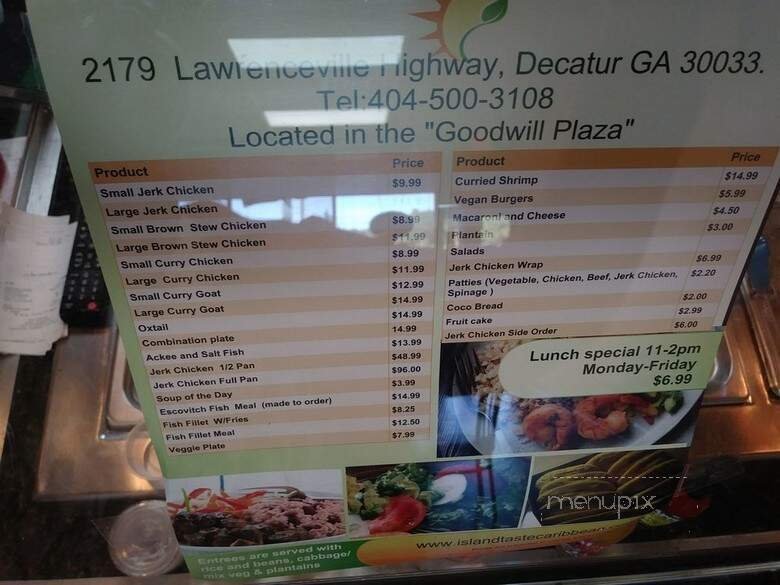 2179 Lawrenceville Highway, Decatur GA 30033.
Tel:404-500-3108
Located in the "Goodwill Plaza"
Product Price
Small Jerk Chicken $9.99
Large Jerk Chicken
Small Brown Stew Chicken $8.99
Large Brown Stew Chicken $11.99
Small Curry Chicken $8.99
Large Curry Chicken $11.99
Small Curry Goat $12.99
Large Curry Goat $14.99
Oxtail $14.99
Combination plate 14.99
Ackee and Salt Fish $13.99
Jerk Chicken 1/2 Pan $48.99
Jerk Chicken Full Pan $96.00
Soup of the Day $3.99
Escovitch Fish Meal (made to order) $14.99
Fish Fillet W/Fries $8.25
Fish Fillet Meal $12.50
Veggie Plate $7.99
Product Price
Curried Shrimp $14.99
Vegan Burgers $5.99
Macaroni and Cheese $4.50
Plantain $3.00
Salads
Jerk Chicken Wrap $6.99
Patties (Vegetable, Chicken, Beef, Jerk Chicken, $2.20
Spinage )
Coco Bread $2.00
Fruit cake $2.99
Jerk Chicken Side Order $6.00
Lunch special 11-2pm
Monday-Friday
$6.99
menupix
Entrees are served with
rice and beans, cabbage/
mix veg & plantains
www.islandtastecaribbean